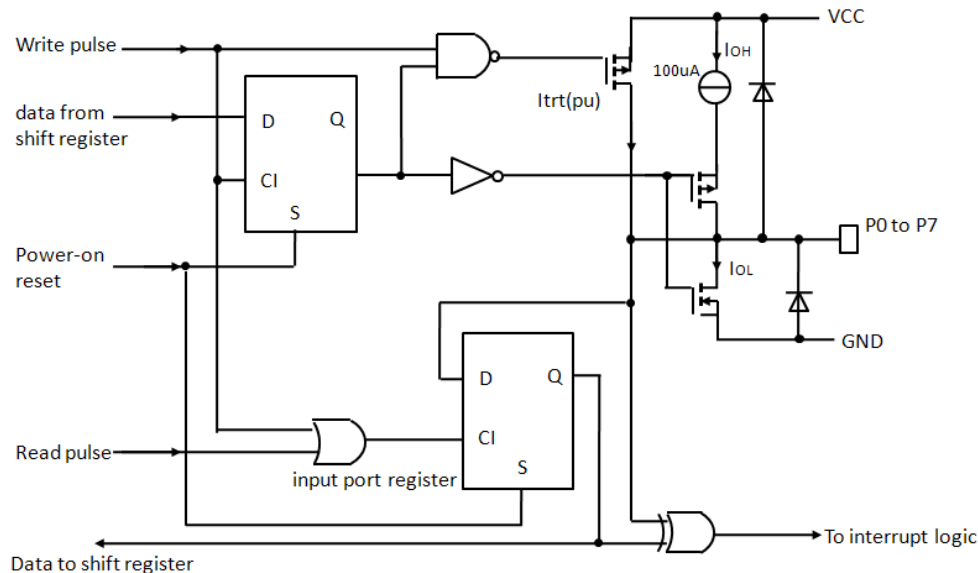 VCC
Write pulse
IOH
100uA
Itrt(pu)
data from
shift register
D
Q
CI
S
P0 to P7
Power-on
reset
IOL
GND
D
Q
CI
S
Read pulse
input port register
To interrupt logic
Data to shift register